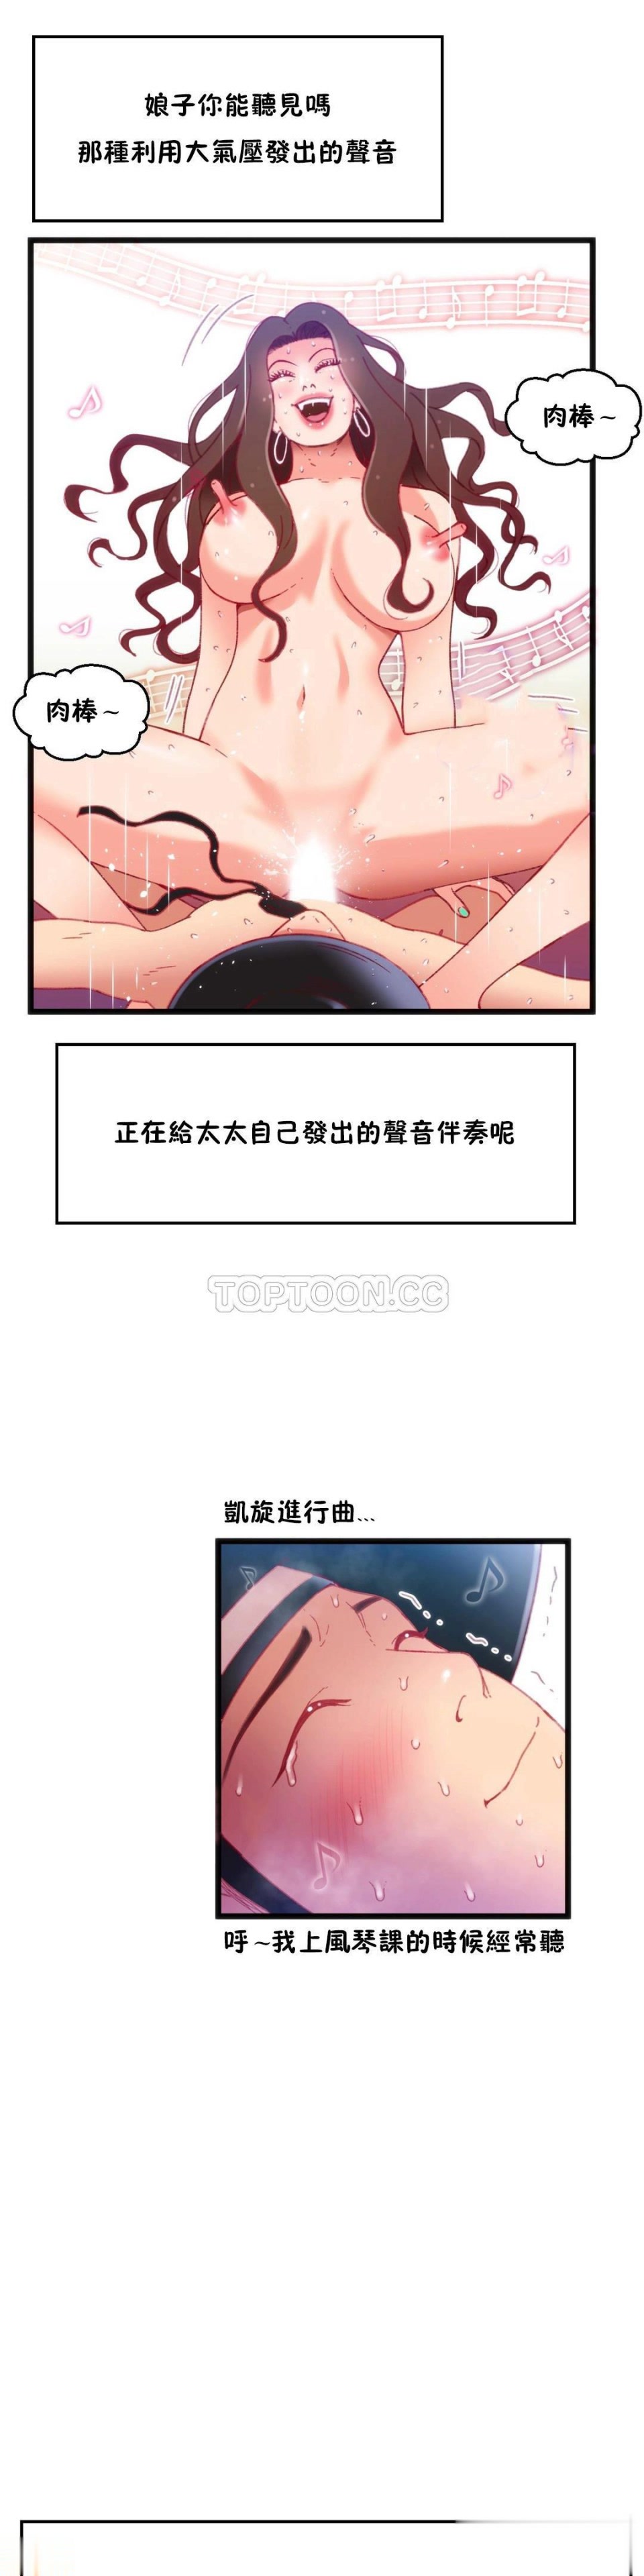 娘子你能聽見嗎
那種利用大氣壓發出的聲音
肉棒~
肉棒~
正在給太太自己發出的聲音伴奏呢
TOPTOON.CC
凱旋進行曲...
呼~我上風琴課的時候經常聽